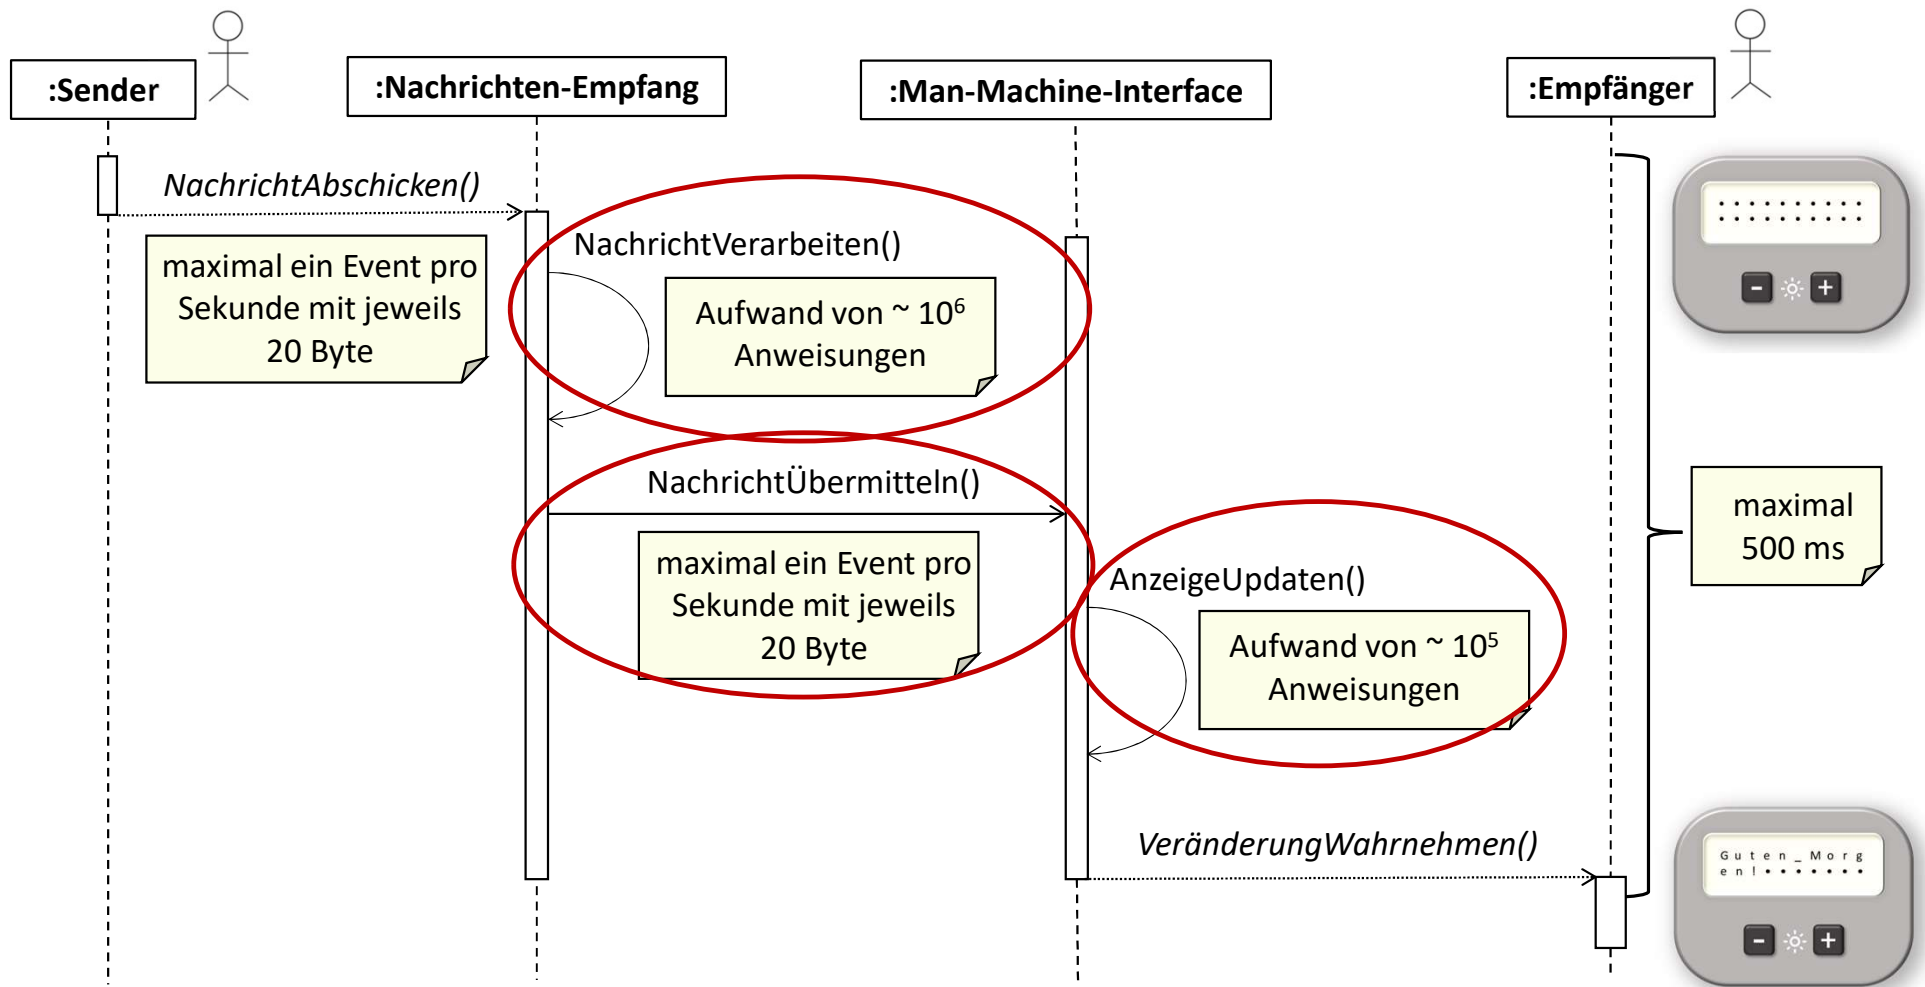 :Sender
:Nachrichten-Empfang
:Man-Machine-Interface
:Empfänger
NachrichtAbschicken()
maximal ein Event pro
Sekunde mit jeweils
20 Byte
NachrichtVerarbeiten()
Aufwand von ~ 10⁶
Anweisungen
- +
NachrichtÜbermitteln()
maximal ein Event pro
Sekunde mit jeweils
20 Byte
maximal
500 ms
AnzeigeUpdaten()
Aufwand von ~ 10⁵
Anweisungen
VeränderungWahrnehmen()
Guten_Morg
en!•••••••
- +